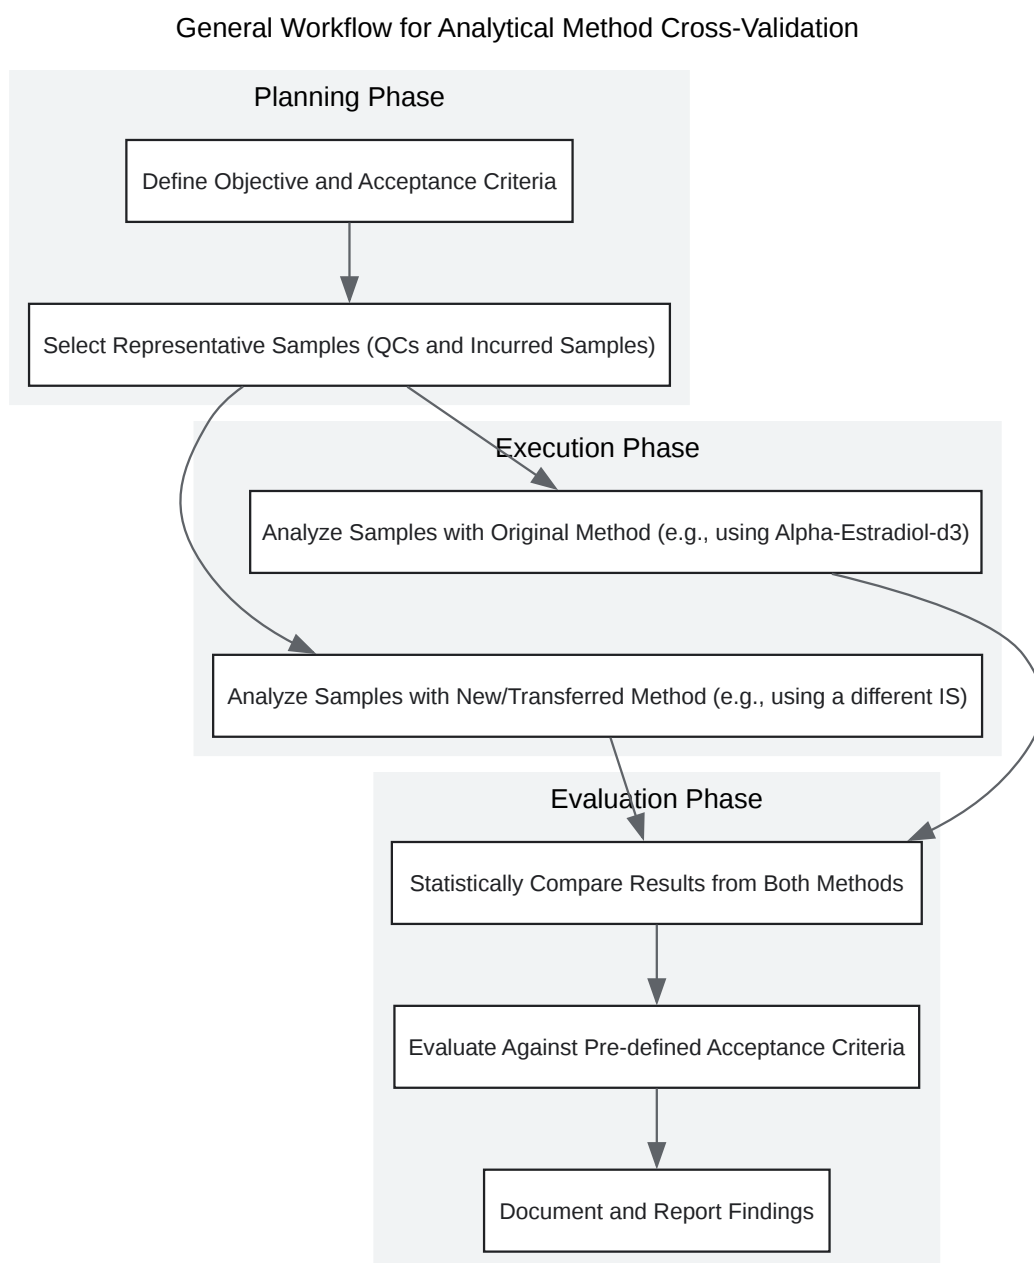 General Workflow for Analytical Method Cross-Validation
Planning Phase
Define Objective and Acceptance Criteria
Select Representative Samples (QCs and Incurred Samples)
Execution Phase
Analyze Samples with Original Method (e.g., using Alpha-Estradiol-d3)
Analyze Samples with New/Transferred Method (e.g., using a different IS)
Evaluation Phase
Statistically Compare Results from Both Methods
Evaluate Against Pre-defined Acceptance Criteria
Document and Report Findings